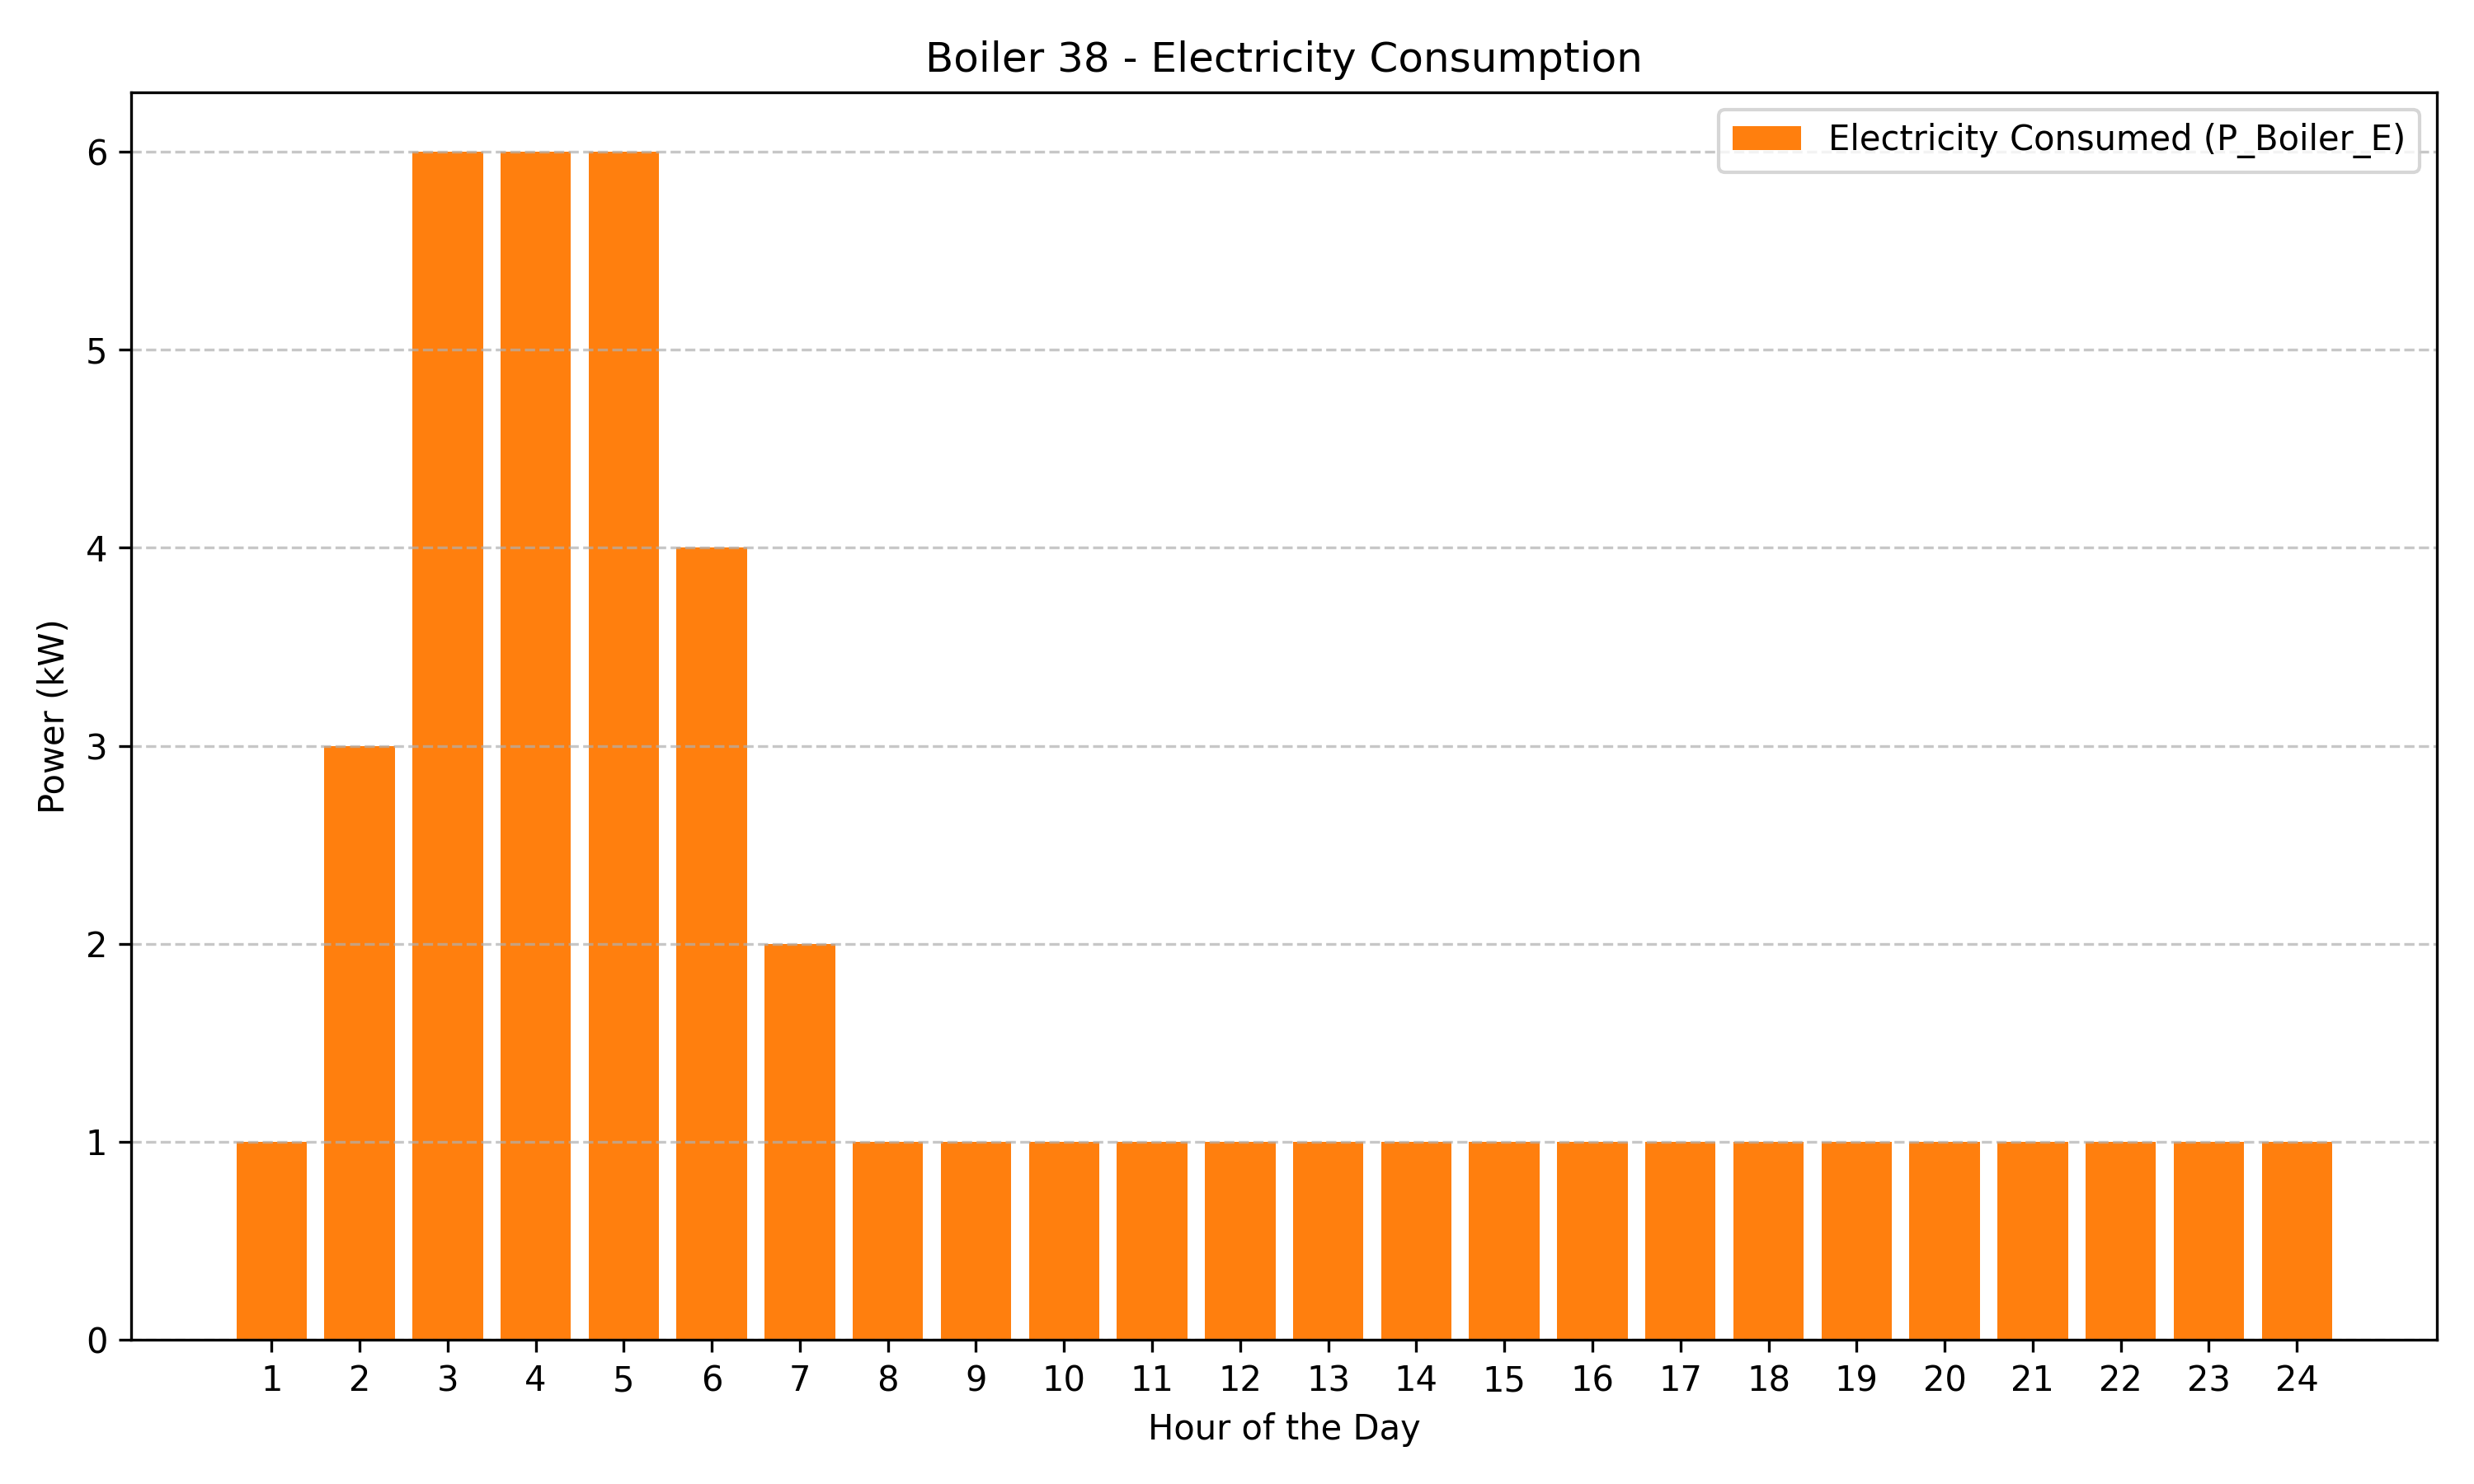 Boiler 38 - Electricity Consumption
Electricity Consumed (P_Boiler_E)
Power (kW)
6
5
4
3
2
1
0
1 2 3 4 5 6 7 8 9 10 11 12 13 14 15 16 17 18 19 20 21 22 23 24
Hour of the Day